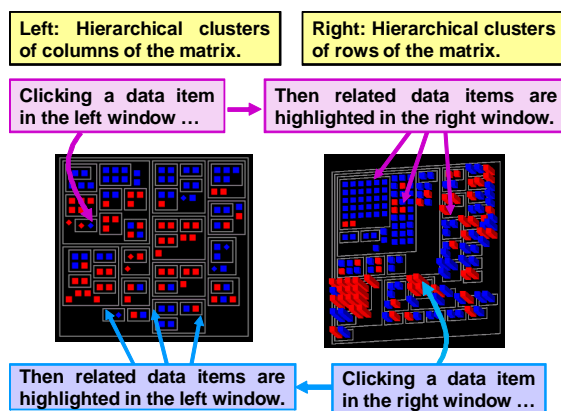 Left: Hierarchical clusters
of columns of the matrix.
Right: Hierarchical clusters
of rows of the matrix.
Clicking a data item
in the left window …
Then related data items are
highlighted in the right window.
Then related data items are
highlighted in the left window.
Clicking a data item
in the right window …